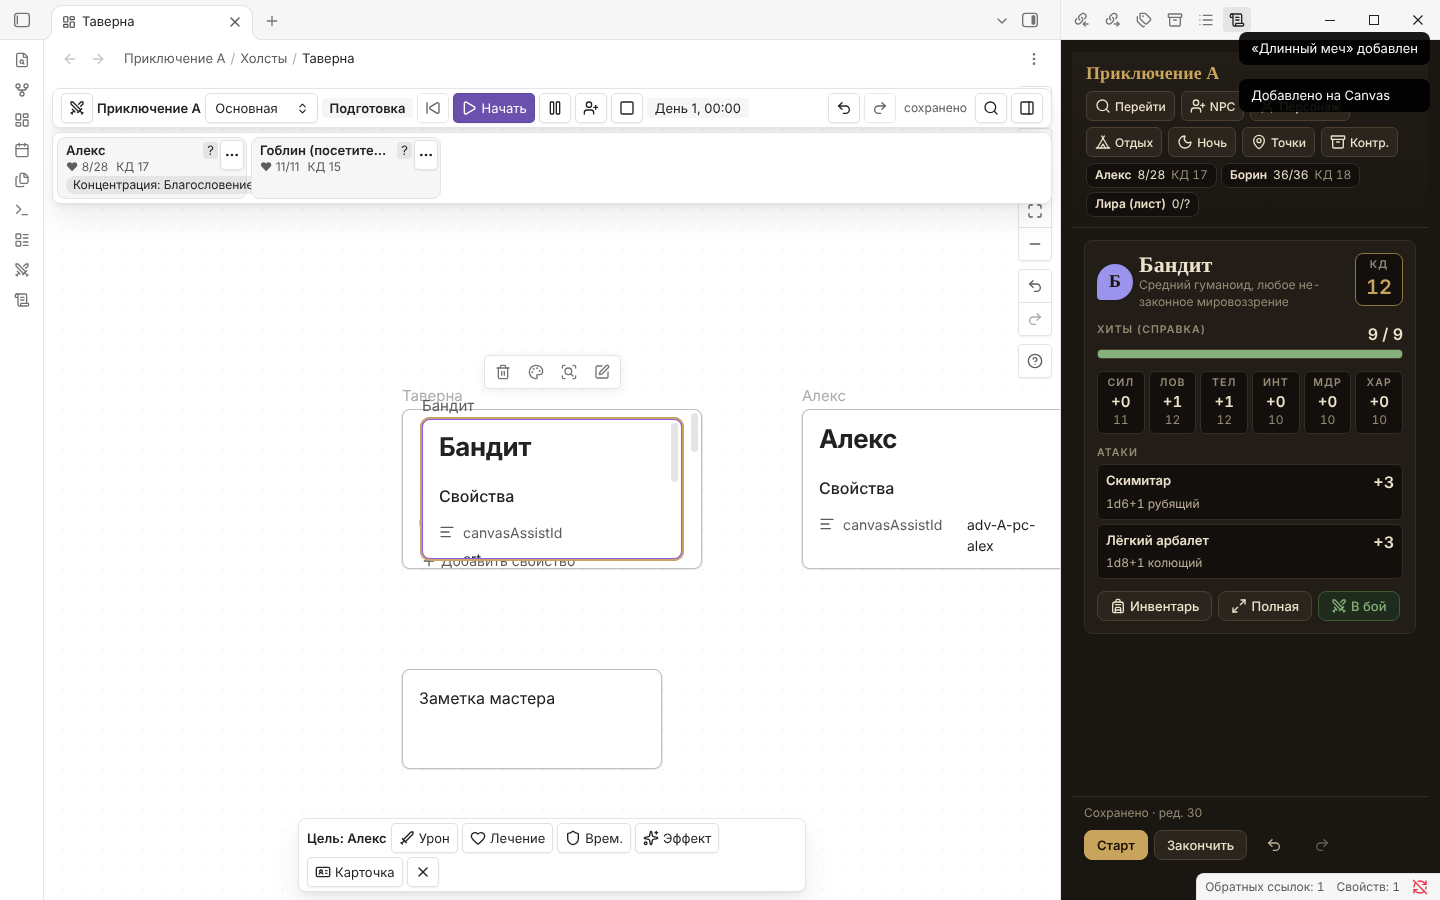 Таверна
Приключение А / Холсты / Таверна
Приключение А
Основная
Подготовка
Начать
День 1, 00:00
сохранено
Алекс
?
8/28 КД 17
Концентрация: Благословение
Гоблин (посетите...
?
11/11 КД 15
Таверна
Бандит
Бандит
Свойства
canvasAssistId
Добавить свойство
Алекс
Алекс
Свойства
canvasAssistId
adv-A-pc-
alex
Заметка мастера
Цель: Алекс
Урон
Лечение
Врем.
Эффект
Карточка
«Длинный меч» добавлен
Добавлено на Canvas
Приключение А
Перейти
NPC
Отдых
Ночь
Точки
Контр.
Алекс 8/28 КД 17
Борин 36/36 КД 18
Лира (лист) 0/?
Б
Бандит
Средний гуманоид, любое не-
законное мировоззрение
КД
12
ХИТЫ (СПРАВКА)
9 / 9
СИЛ ЛОВ ТЕЛ ИНТ МДР ХАР
+0 +1 +1 +0 +0 +0
11 12 12 10 10 10
АТАКИ
Скимитар
+3
1d6+1 рубящий
Лёгкий арбалет
+3
1d8+1 колющий
Инвентарь
Полная
В бой
Сохранено · ред. 30
Старт
Закончить
Обратных ссылок: 1 Свойств: 1